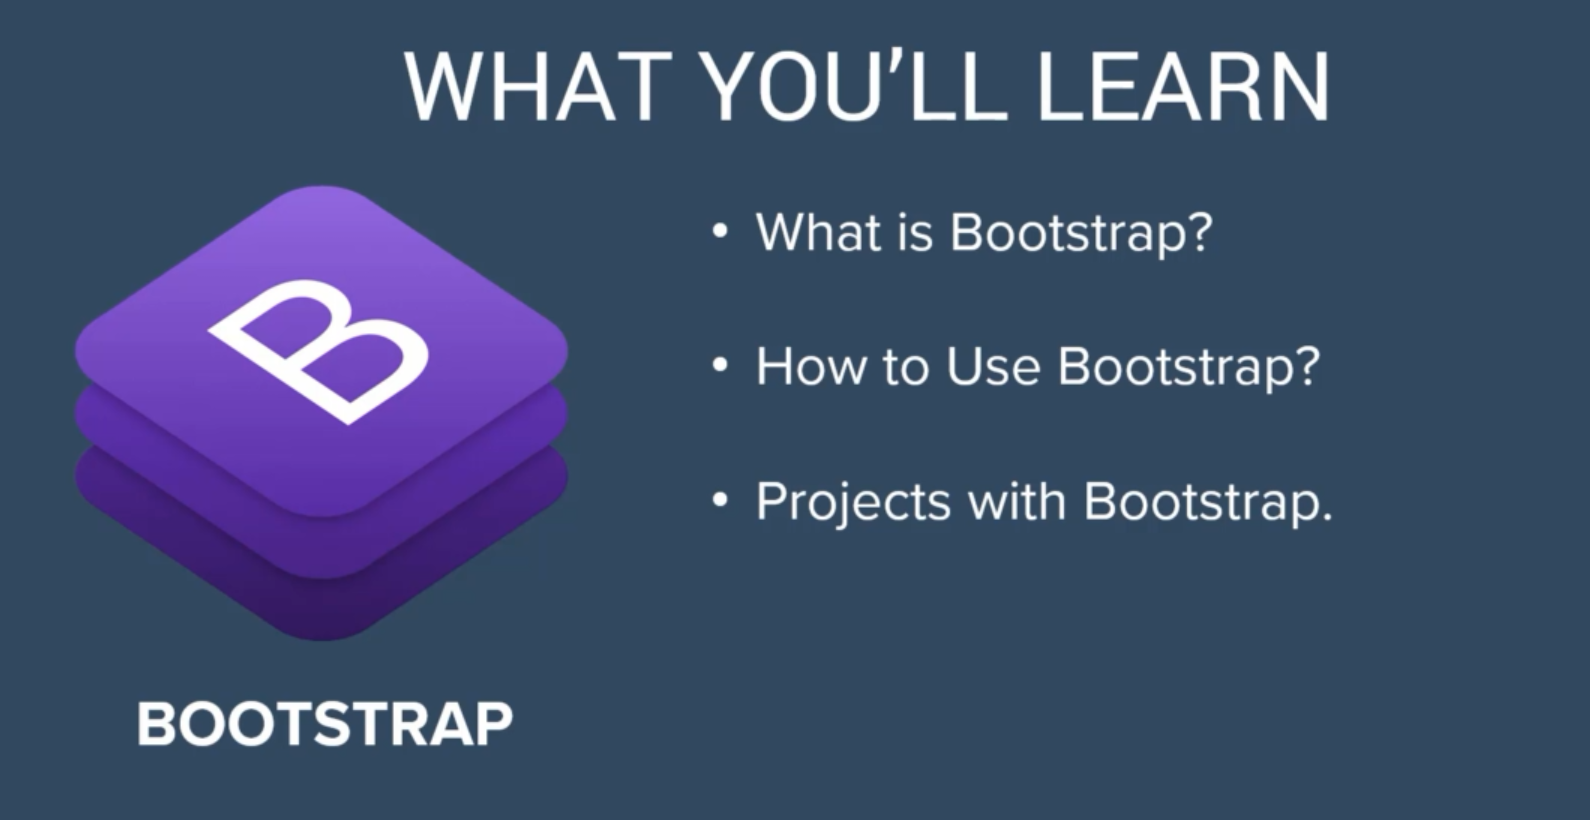 WHAT YOU'LL LEARN
B
• What is Bootstrap?
• How to Use Bootstrap?
• Projects with Bootstrap.
BOOTSTRAP